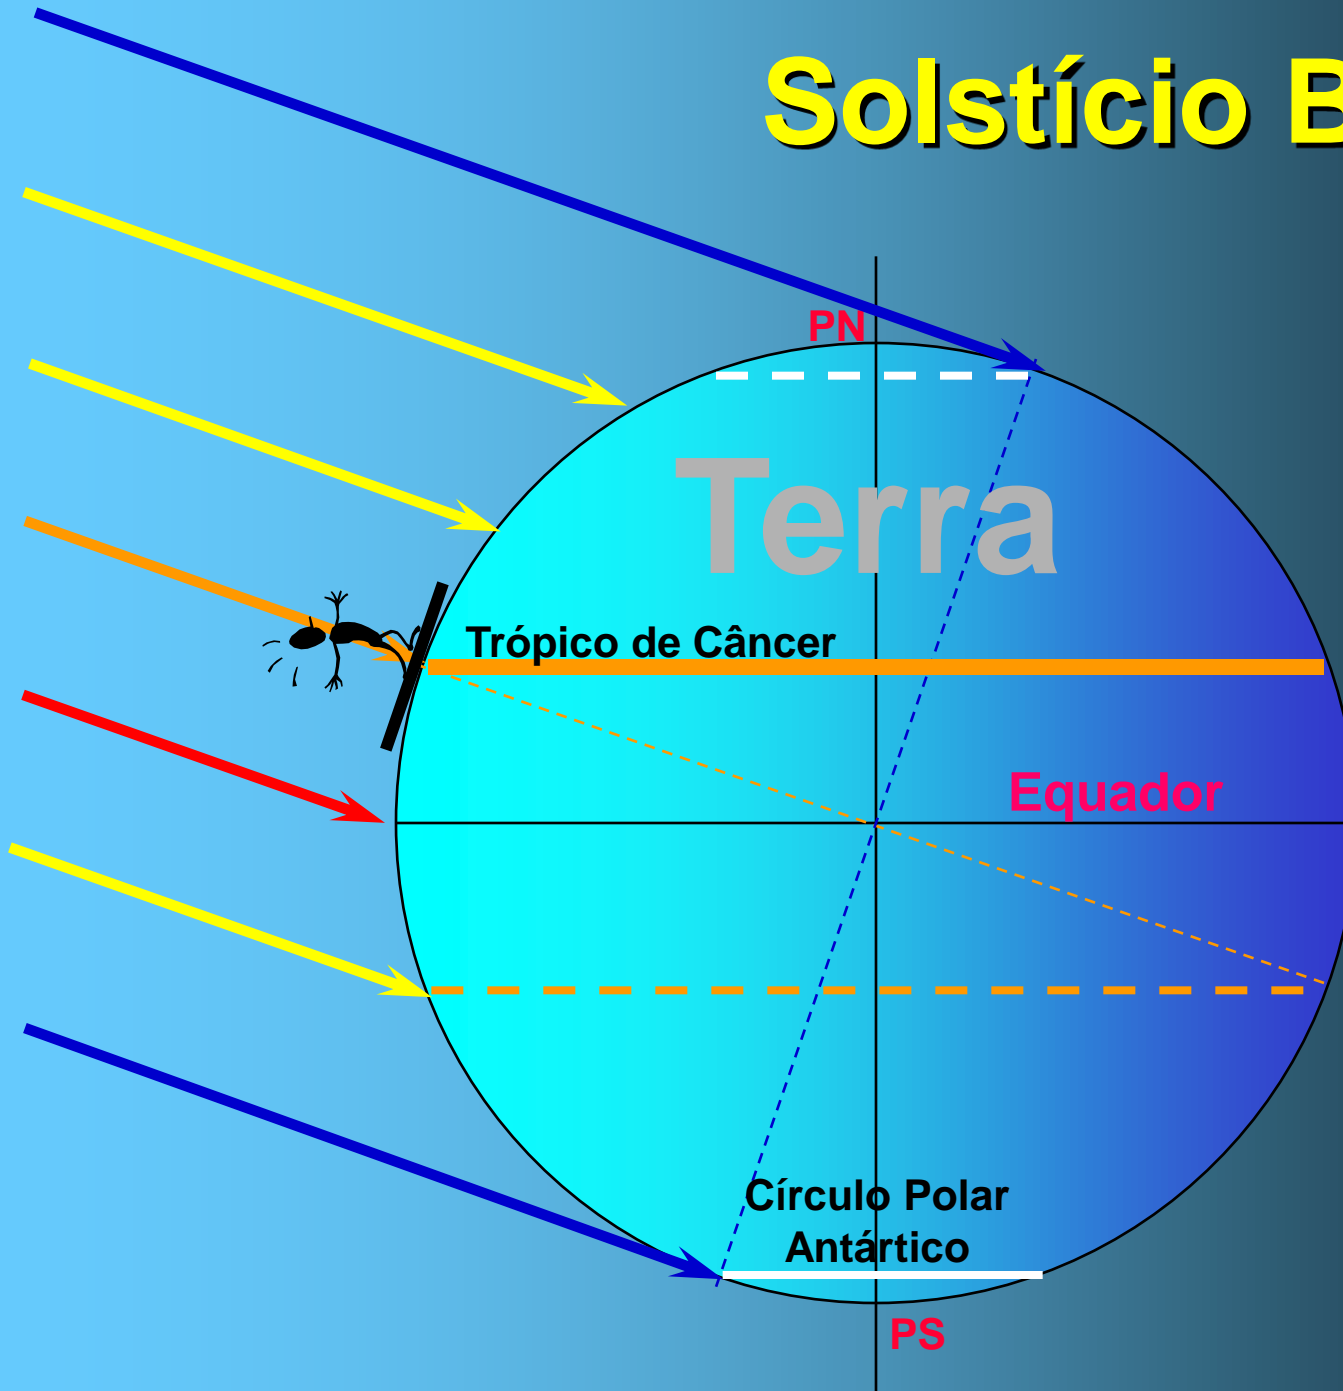 Solstício B
PN
Terra
Trópico de Câncer
Equador
Círculo Polar
Antártico
PS